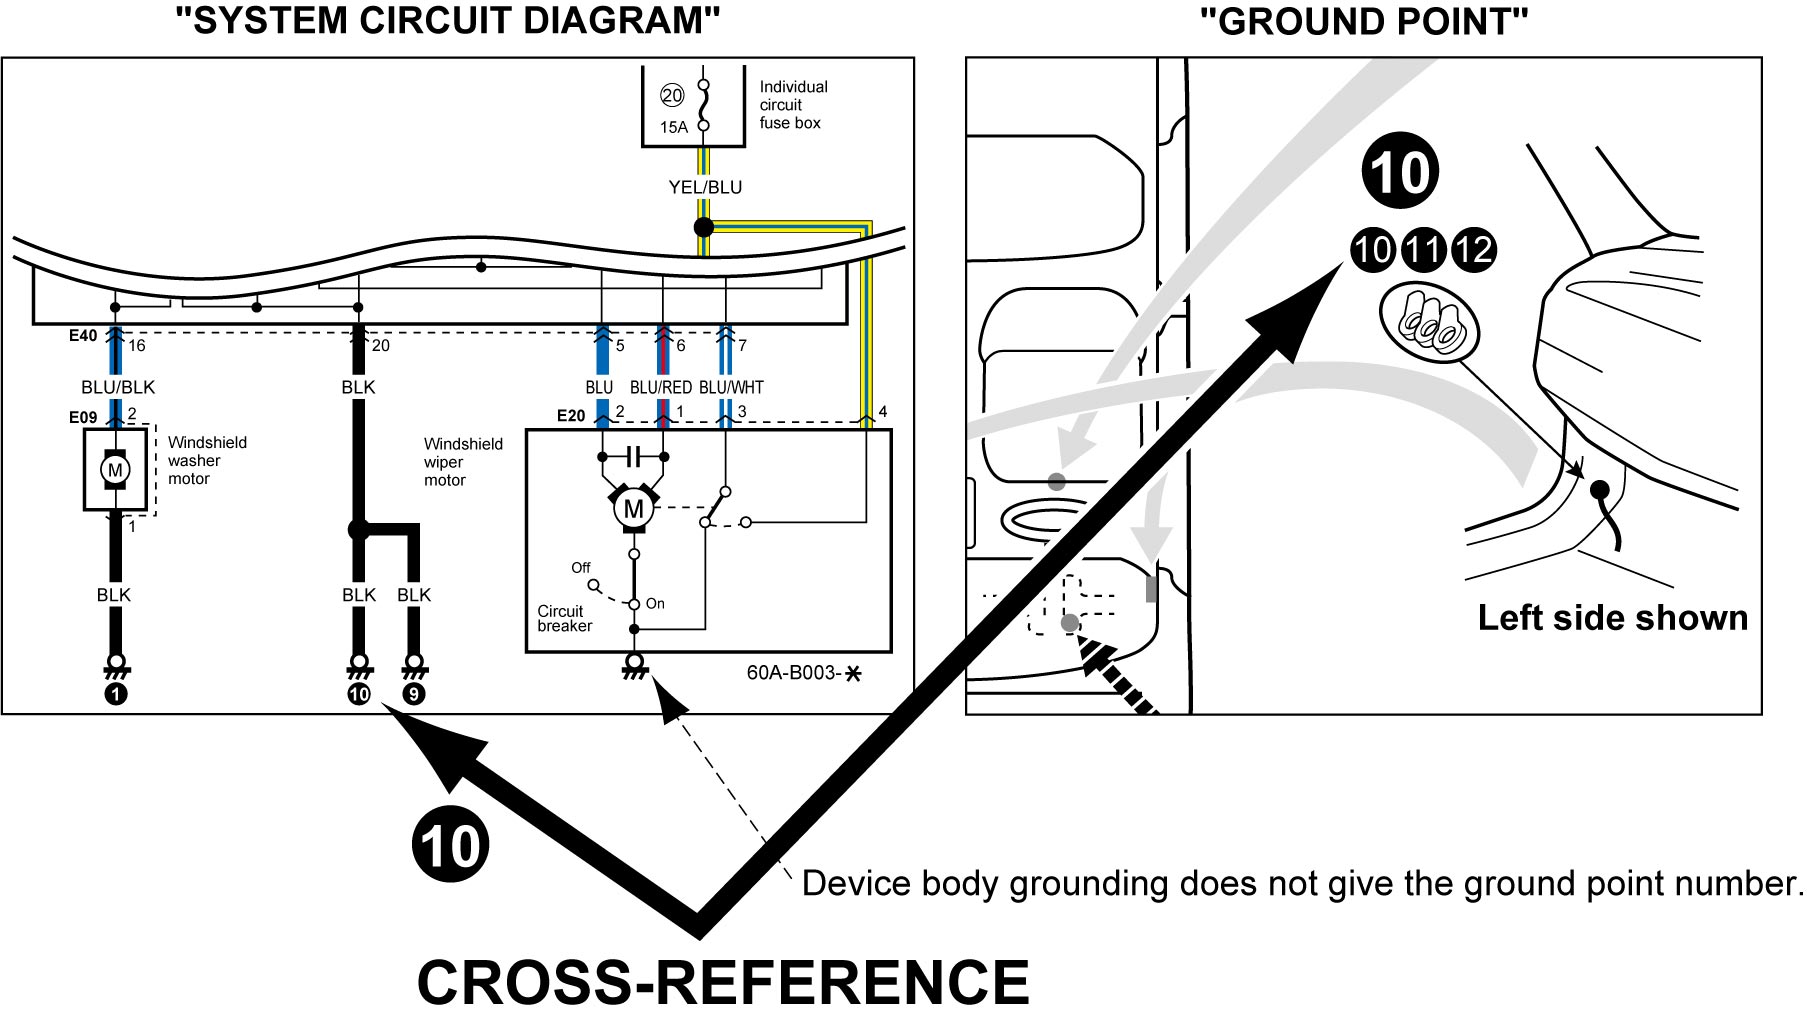 "SYSTEM CIRCUIT DIAGRAM"
"GROUND POINT"
20
15A
Individual
circuit
fuse box
YEL/BLU
E40
16
20
5
6
7
BLU/BLK
BLK
BLU
BLU/RED
BLU/WHT
E09
2
E20
2
1
3
4
Windshield
washer
motor
M
1
Windshield
wiper
motor
M
Off
On
Circuit
breaker
BLK
BLK
BLK
1
10
9
60A-B003-*
10
10
11
12
Left side shown
10
Device body grounding does not give the ground point number.
CROSS-REFERENCE